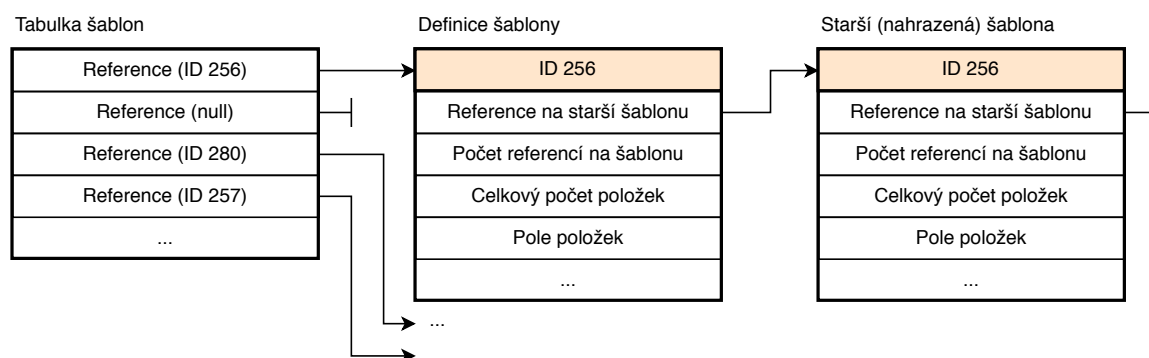 Tabulka šablon
Reference (ID 256)
Reference (null)
Reference (ID 280)
Reference (ID 257)
...
Definice šablony
ID 256
Reference na starší šablonu
Počet referencí na šablonu
Celkový počet položek
Pole položek
...
...
Starší (nahrazená) šablona
ID 256
Reference na starší šablonu
Počet referencí na šablonu
Celkový počet položek
Pole položek
...